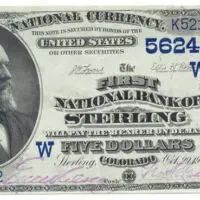 NATIONAL CURRENCY
THIS NOTE IS SECURED BY BONDS OF THE
UNITED STATES
OR OTHER SECURITIES
5624
W
The
FIRST
NATIONAL BANK OF
STERLING
WILL PAY THE BEARER ON DEMAND
W FIVE DOLLARS
Sterling, COLORADO